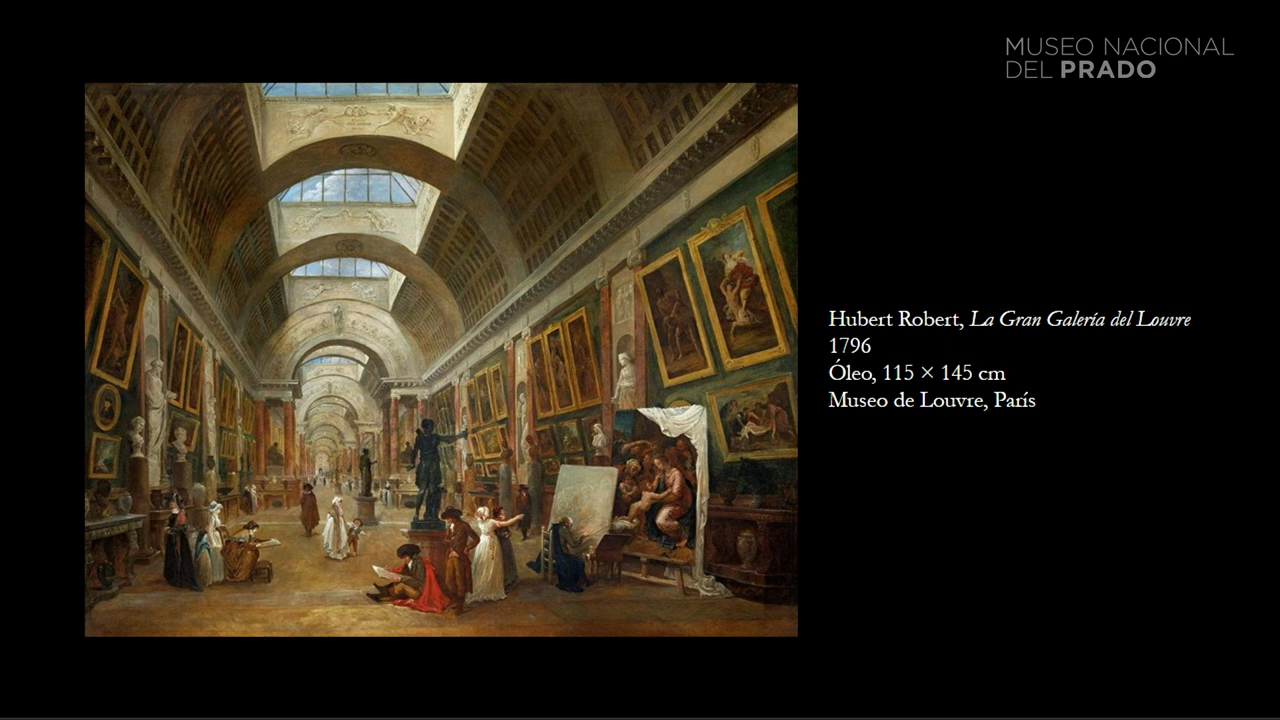 MUSEO NACIONAL
DEL PRADO
Hubert Robert, La Gran Galería del Louvre
1796
Óleo, 115 × 145 cm
Museo de Louvre, París